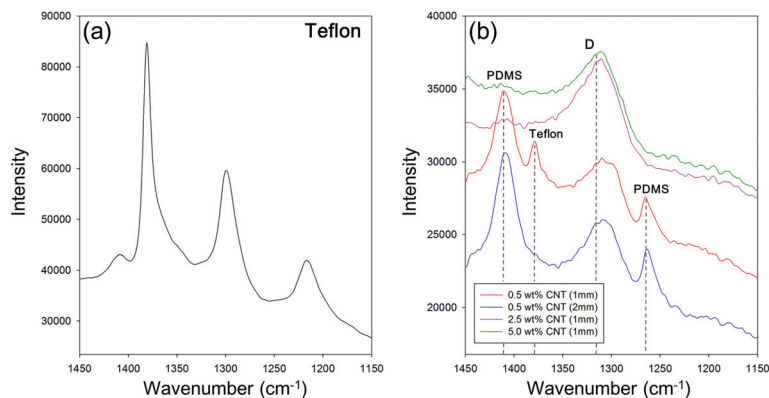 (a)
Teflon
90000
80000
70000
60000
50000
40000
30000
Intensity
1450 1400 1350 1300 1250 1200 1150
Wavenumber (cm⁻¹)
(b)
40000
35000
30000
25000
20000
Intensity
D
PDMS
Teflon
PDMS
0.5 wt% CNT (1mm)
0.5 wt% CNT (2mm)
2.5 wt% CNT (1mm)
5.0 wt% CNT (1mm)
1450 1400 1350 1300 1250 1200 1150
Wavenumber (cm⁻¹)